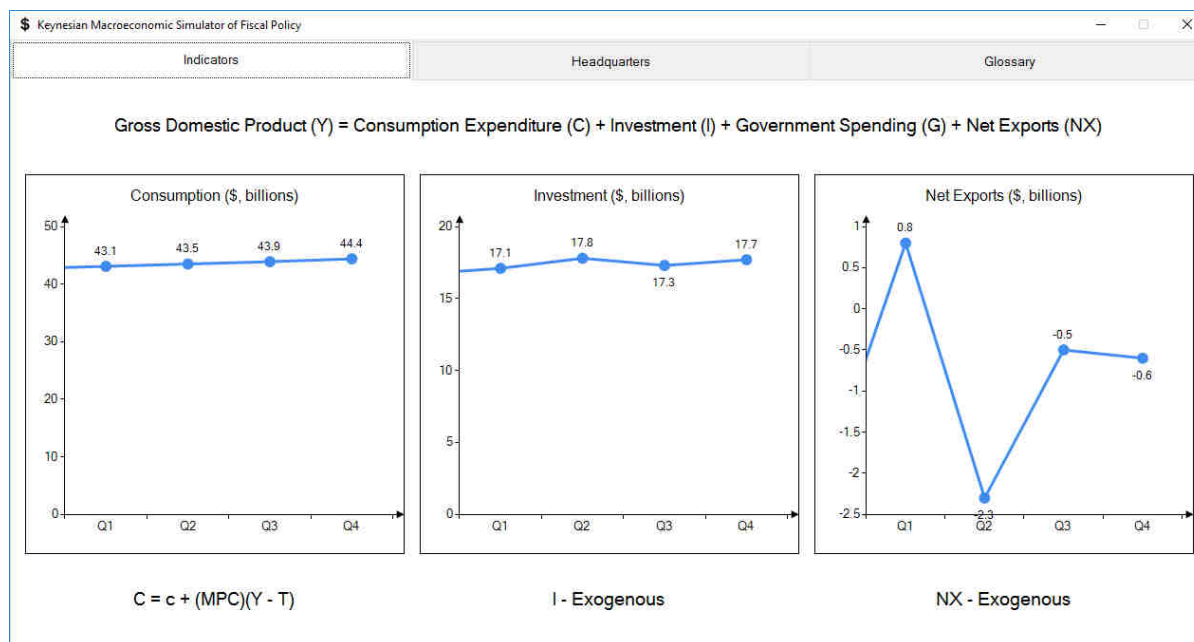 $ Keynesian Macroeconomic Simulator of Fiscal Policy
Indicators
Headquarters
Glossary
Gross Domestic Product (Y) = Consumption Expenditure (C) + Investment (I) + Government Spending (G) + Net Exports (NX)
Consumption ($, billions)
50
40
30
20
10
0
43.1
43.5
43.9
44.4
Q1
Q2
Q3
Q4
C = c + (MPC)(Y - T)
Investment ($, billions)
20
15
10
5
0
17.1
17.8
17.3
17.7
Q1
Q2
Q3
Q4
I - Exogenous
Net Exports ($, billions)
1
0.5
0
-0.5
-1
-1.5
-2
-2.5
0.8
-2.3
-0.5
-0.6
Q1
Q2
Q3
Q4
NX - Exogenous